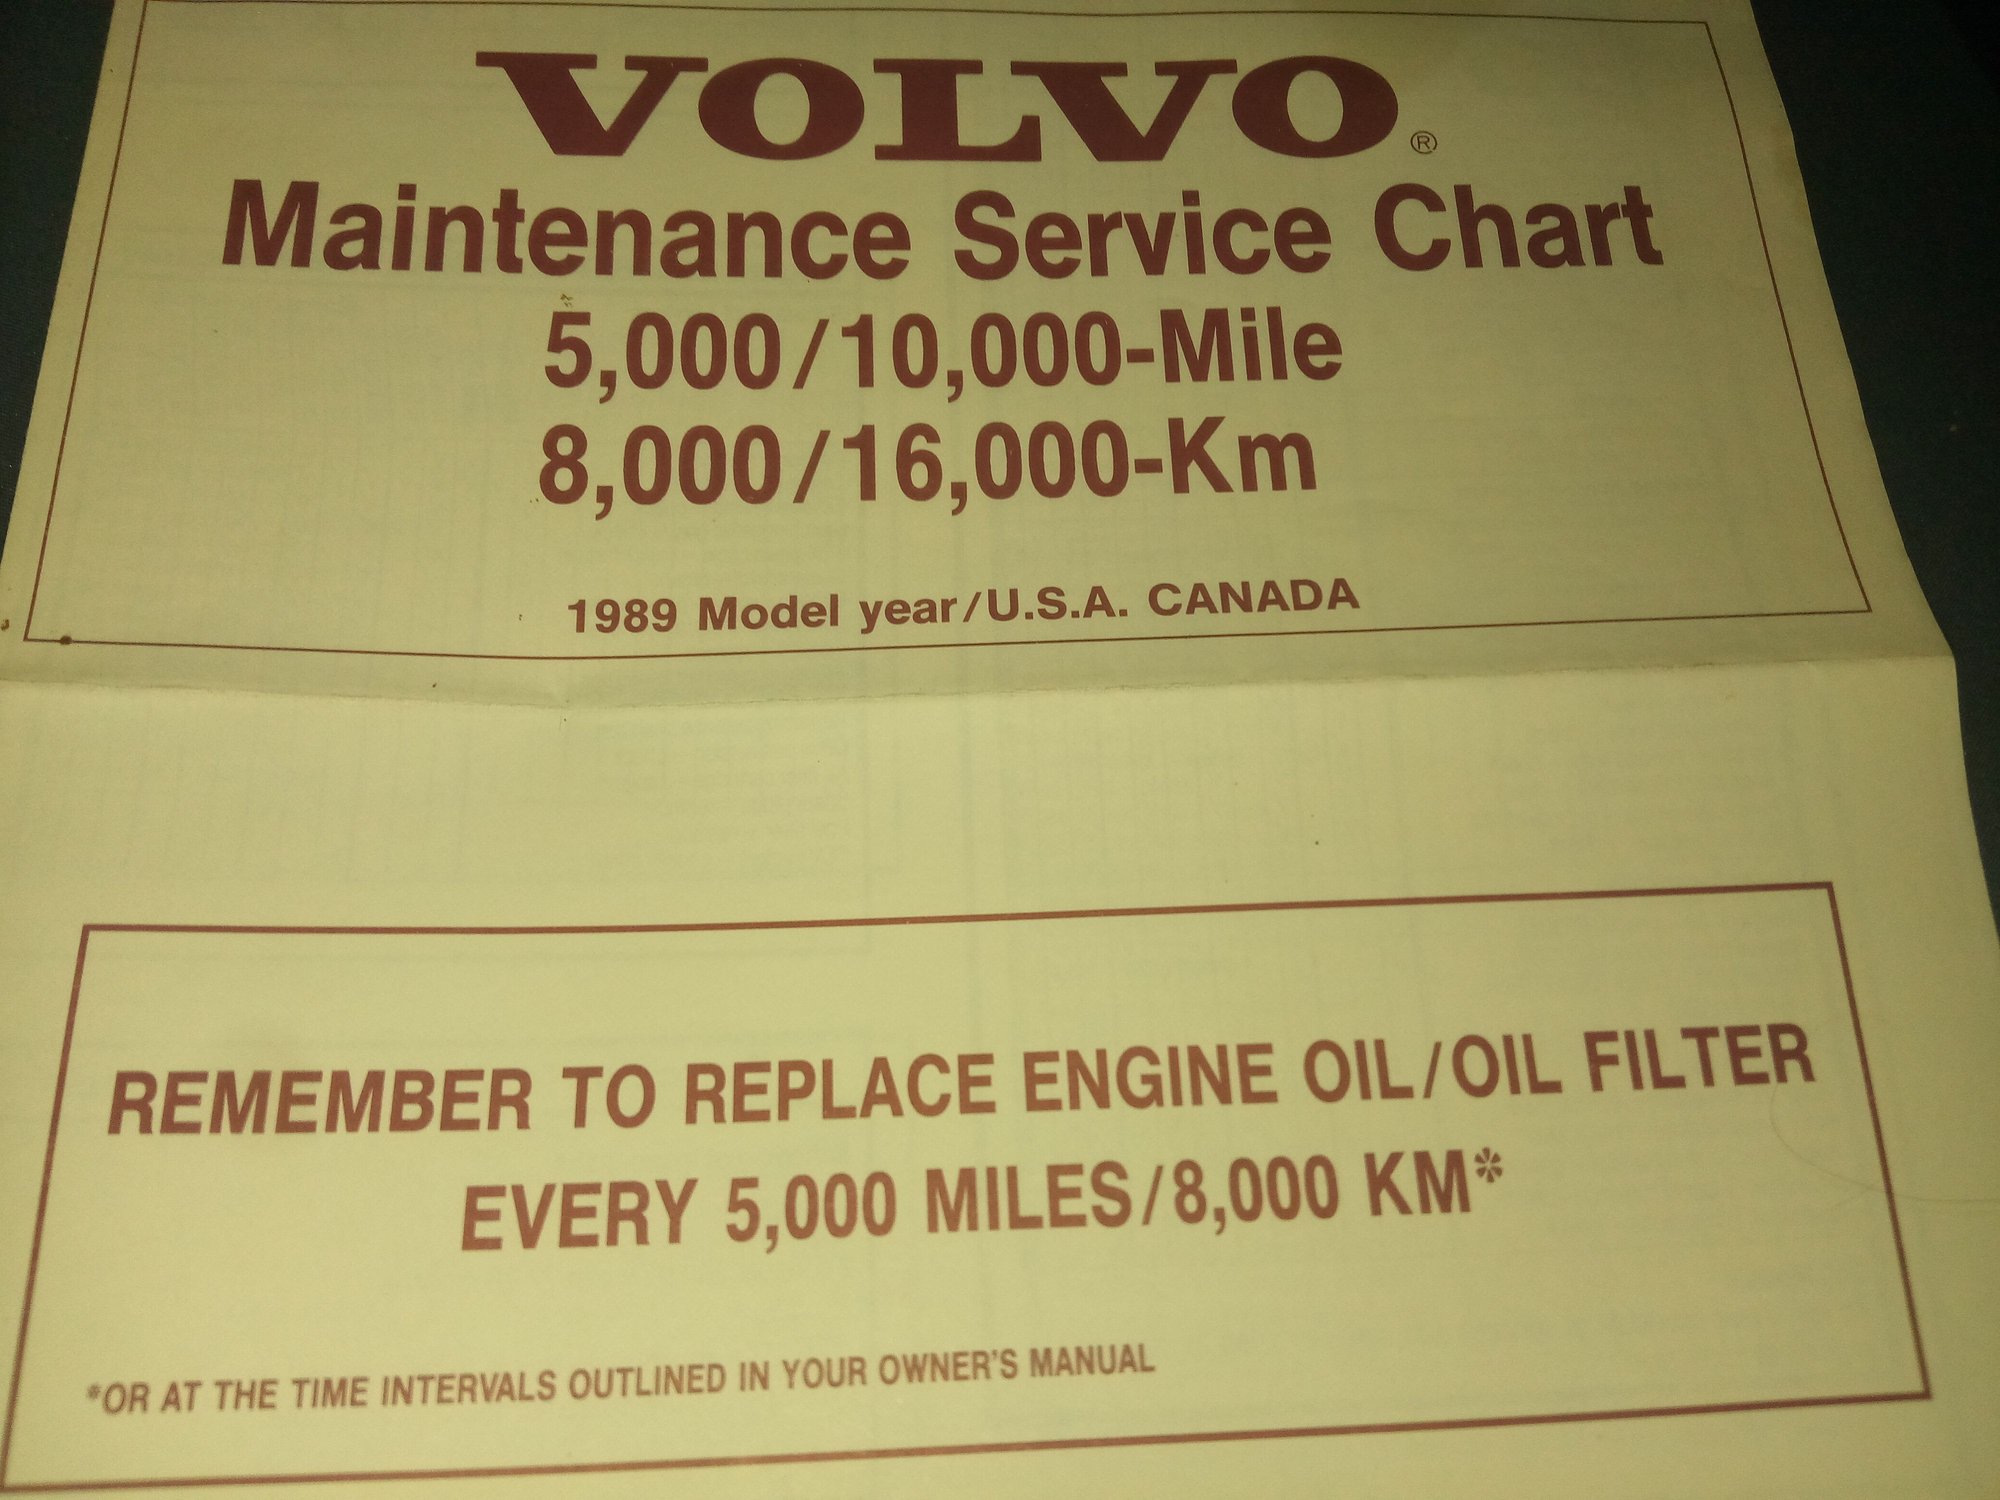 VOLVO®
Maintenance Service Chart
5,000/10,000-Mile
8,000/16,000-Km
1989 Model year/U.S.A. CANADA
REMEMBER TO REPLACE ENGINE OIL/OIL FILTER
EVERY 5,000 MILES/8,000 KM*
*OR AT THE TIME INTERVALS OUTLINED IN YOUR OWNER'S MANUAL